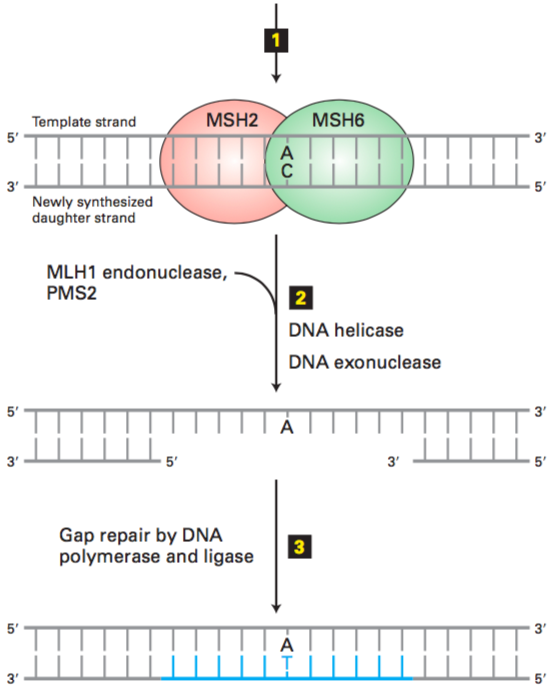 1
Template strand
MSH2 MSH6
5′ 3′
A
C
3′ 5′
Newly synthesized
daughter strand
MLH1 endonuclease,
PMS2
2
DNA helicase
DNA exonuclease
5′ 3′
A
3′ 5′ 3′ 5′
Gap repair by DNA
polymerase and ligase
3
5′ 3′
A
T
3′ 5′